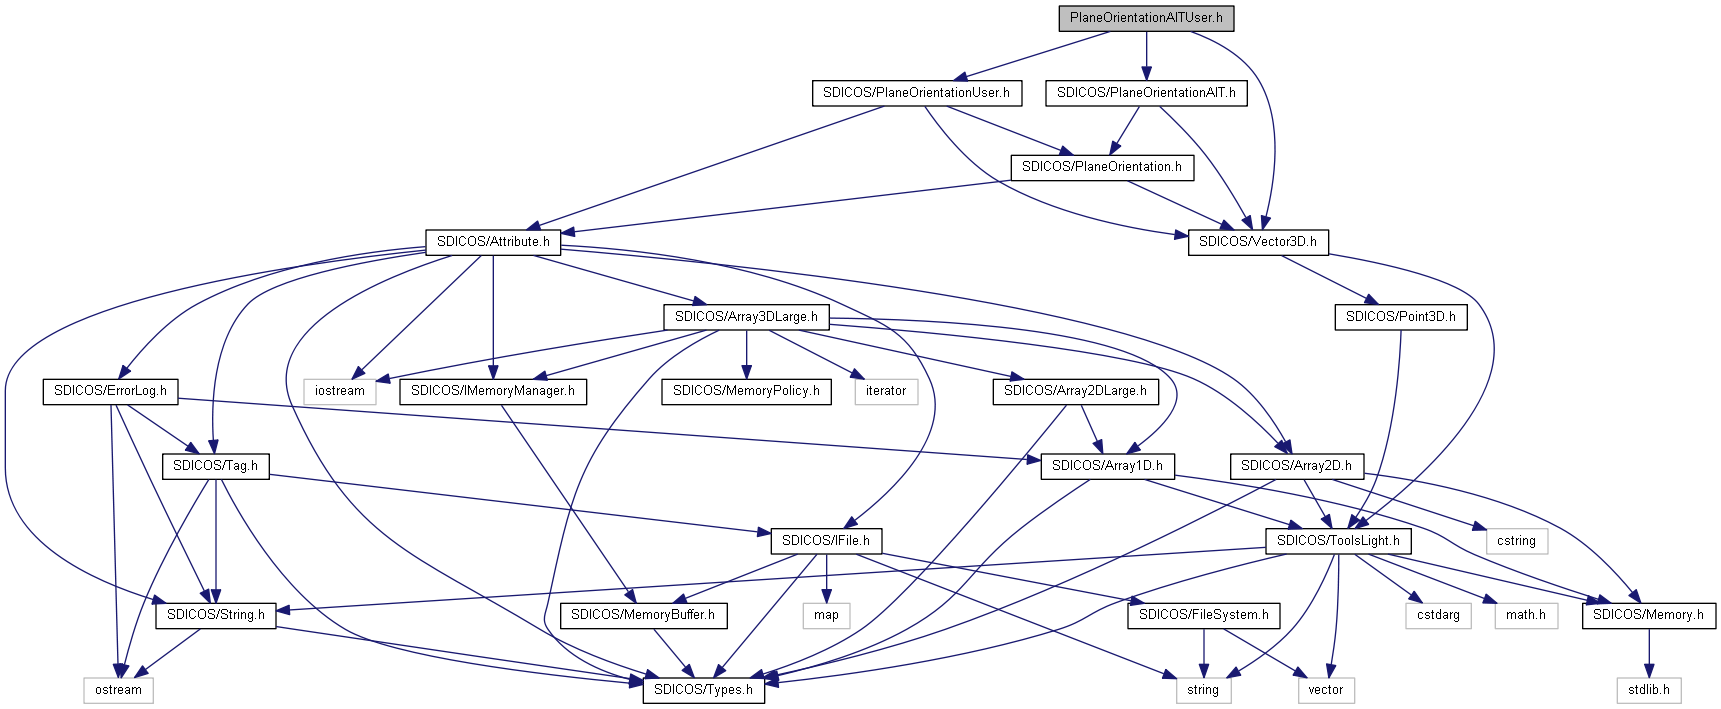 PlaneOrientationAITUser.h
SDICOS/PlaneOrientationUser.h
SDICOS/PlaneOrientationAIT.h
SDICOS/PlaneOrientation.h
SDICOS/Attribute.h
SDICOS/Vector3D.h
SDICOS/Array3DLarge.h
SDICOS/Point3D.h
SDICOS/ErrorLog.h
iostream
SDICOS/IMemoryManager.h
SDICOS/MemoryPolicy.h
iterator
SDICOS/Array2DLarge.h
SDICOS/Tag.h
SDICOS/Array1D.h
SDICOS/Array2D.h
SDICOS/IFile.h
SDICOS/ToolsLight.h
cstring
SDICOS/String.h
SDICOS/MemoryBuffer.h
map
SDICOS/FileSystem.h
cstdarg
math.h
SDICOS/Memory.h
ostream
SDICOS/Types.h
string
vector
stdlib.h